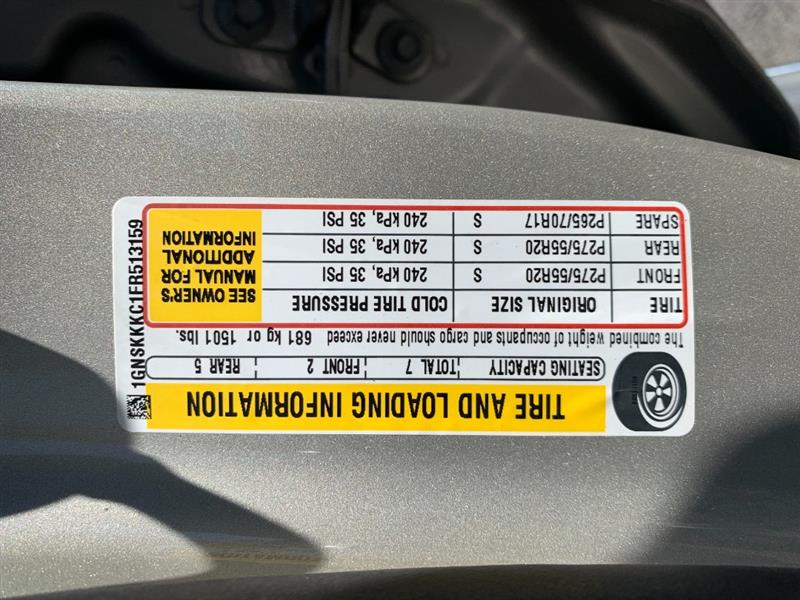 TIRE AND LOADING INFORMATION
SEATING CAPACITY TOTAL 7 FRONT 2 REAR 5
The combined weight of occupants and cargo should never exceed 681 kg or 1501 lbs.
TIRE ORIGINAL SIZE COLD TIRE PRESSURE
FRONT P275/55R20 S 240 kPa, 35 PSI
REAR P275/55R20 S 240 kPa, 35 PSI
SPARE P265/70R17 S 240 kPa, 35 PSI
SEE OWNER'S
MANUAL FOR
ADDITIONAL
INFORMATION
1GNSKKKC1FR513159